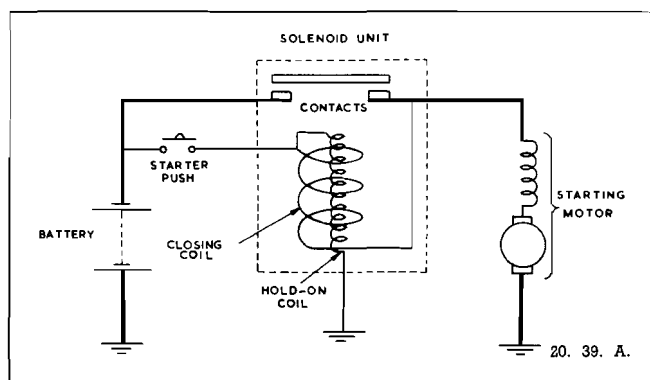 SOLENOID UNIT
CONTACTS
STARTER
PUSH
STARTING
MOTOR
BATTERY
CLOSING
COIL
HOLD-ON
COIL
20. 39. A.